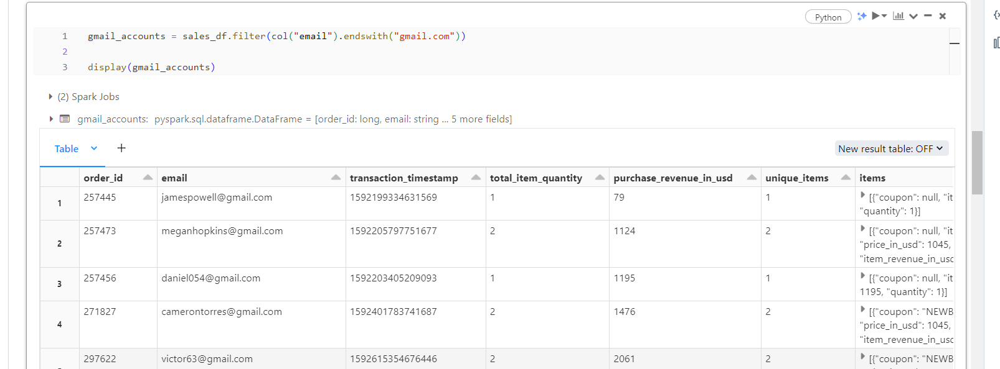 Python
1 gmail_accounts = sales_df.filter(col("email").endswith("gmail.com"))
2
3 display(gmail_accounts)
(2) Spark Jobs
gmail_accounts: pyspark.sql.dataframe.DataFrame = [order_id: long, email: string ... 5 more fields]
Table
New result table: OFF
order_id email transaction_timestamp total_item_quantity purchase_revenue_in_usd unique_items items
1 257445 jamespowell@gmail.com 1592199334631569 1 79 1 [{"coupon": null, "it
"quantity": 1}]
2 257473 meganhopkins@gmail.com 1592205797751677 2 1124 2 [{"coupon": null, "it
"price_in_usd": 1045,
"item_revenue_in_usd
3 257456 daniel054@gmail.com 1592203405209093 1 1195 1 [{"coupon": null, "it
1195, "quantity": 1}]
4 271827 camerontorres@gmail.com 1592401783741687 2 1476 2 [{"coupon": "NEWB
"price_in_usd": 1045,
"item_revenue_in_usd
297622 victor63@gmail.com 1592615354676446 2 2061 2 [{"coupon": "NEWB